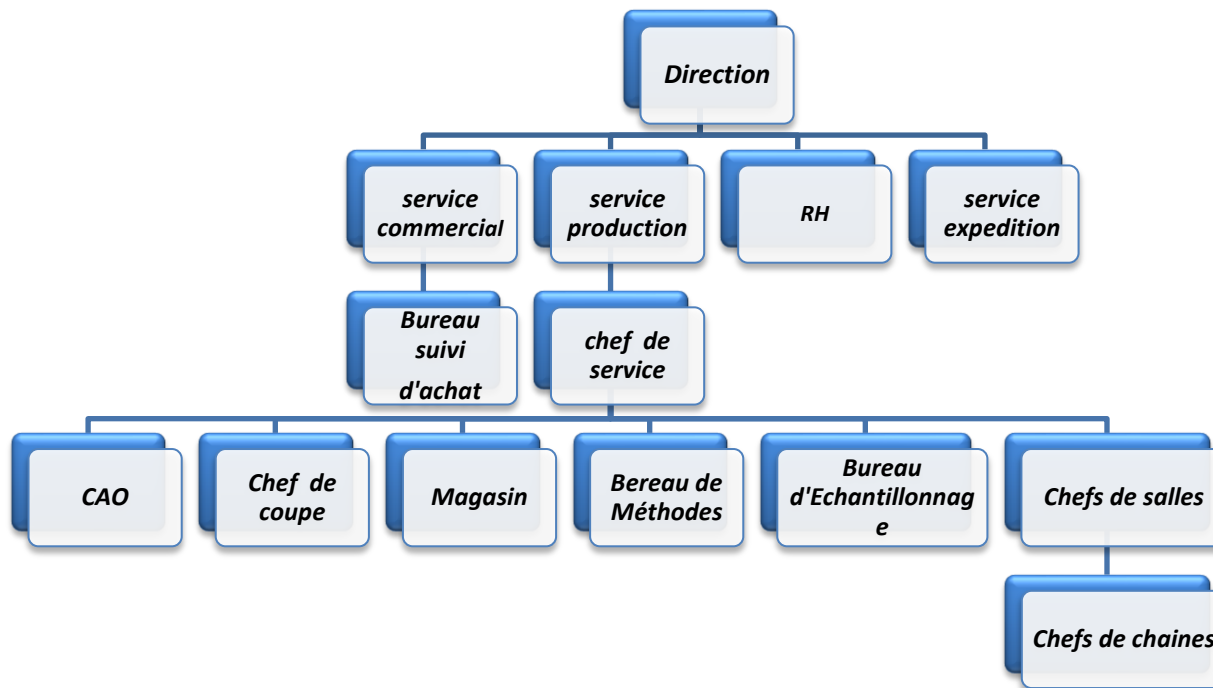 Direction
service
commercial
service
production
RH
service
expedition
Bureau
suivi
d'achat
chef de
service
CAO
Chef de
coupe
Magasin
Bereau de
Méthodes
Bureau
d'Echantillonnag
e
Chefs de salles
Chefs de chaines